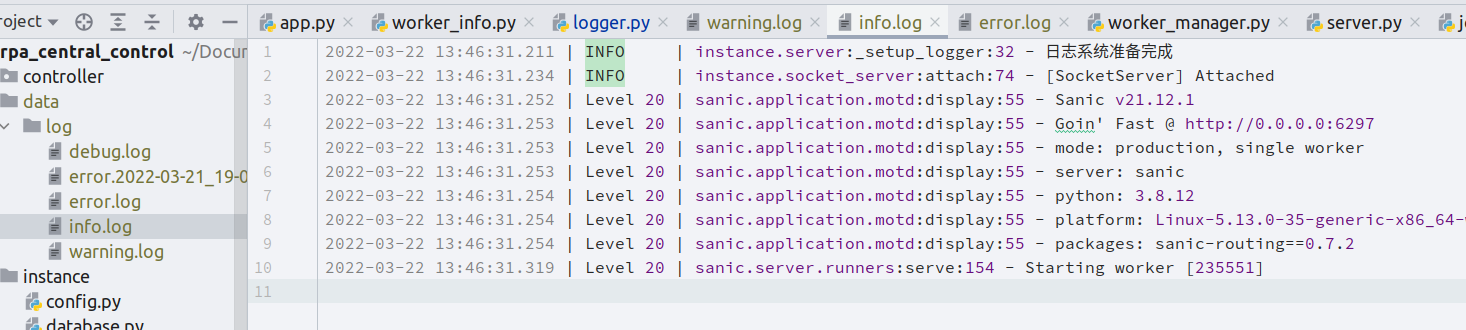 roject
app.py
worker_info.py
logger.py
warning.log
info.log
error.log
worker_manager.py
server.py
rpa_central_control ~/Docur
controller
data
log
debug.log
error.2022-03-21_19-0
error.log
info.log
warning.log
instance
config.py
database.py
1 2022-03-22 13:46:31.211 | INFO     | instance.server:_setup_logger:32 - 日志系统准备完成
2 2022-03-22 13:46:31.234 | INFO     | instance.socket_server:attach:74 - [SocketServer] Attached
3 2022-03-22 13:46:31.252 | Level 20 | sanic.application.motd:display:55 - Sanic v21.12.1
4 2022-03-22 13:46:31.253 | Level 20 | sanic.application.motd:display:55 - Goin' Fast @ http://0.0.0.0:6297
5 2022-03-22 13:46:31.253 | Level 20 | sanic.application.motd:display:55 - mode: production, single worker
6 2022-03-22 13:46:31.253 | Level 20 | sanic.application.motd:display:55 - server: sanic
7 2022-03-22 13:46:31.254 | Level 20 | sanic.application.motd:display:55 - python: 3.8.12
8 2022-03-22 13:46:31.254 | Level 20 | sanic.application.motd:display:55 - platform: Linux-5.13.0-35-generic-x86_64-
9 2022-03-22 13:46:31.254 | Level 20 | sanic.application.motd:display:55 - packages: sanic-routing==0.7.2
10 2022-03-22 13:46:31.319 | Level 20 | sanic.server.runners:serve:154 - Starting worker [235551]
11